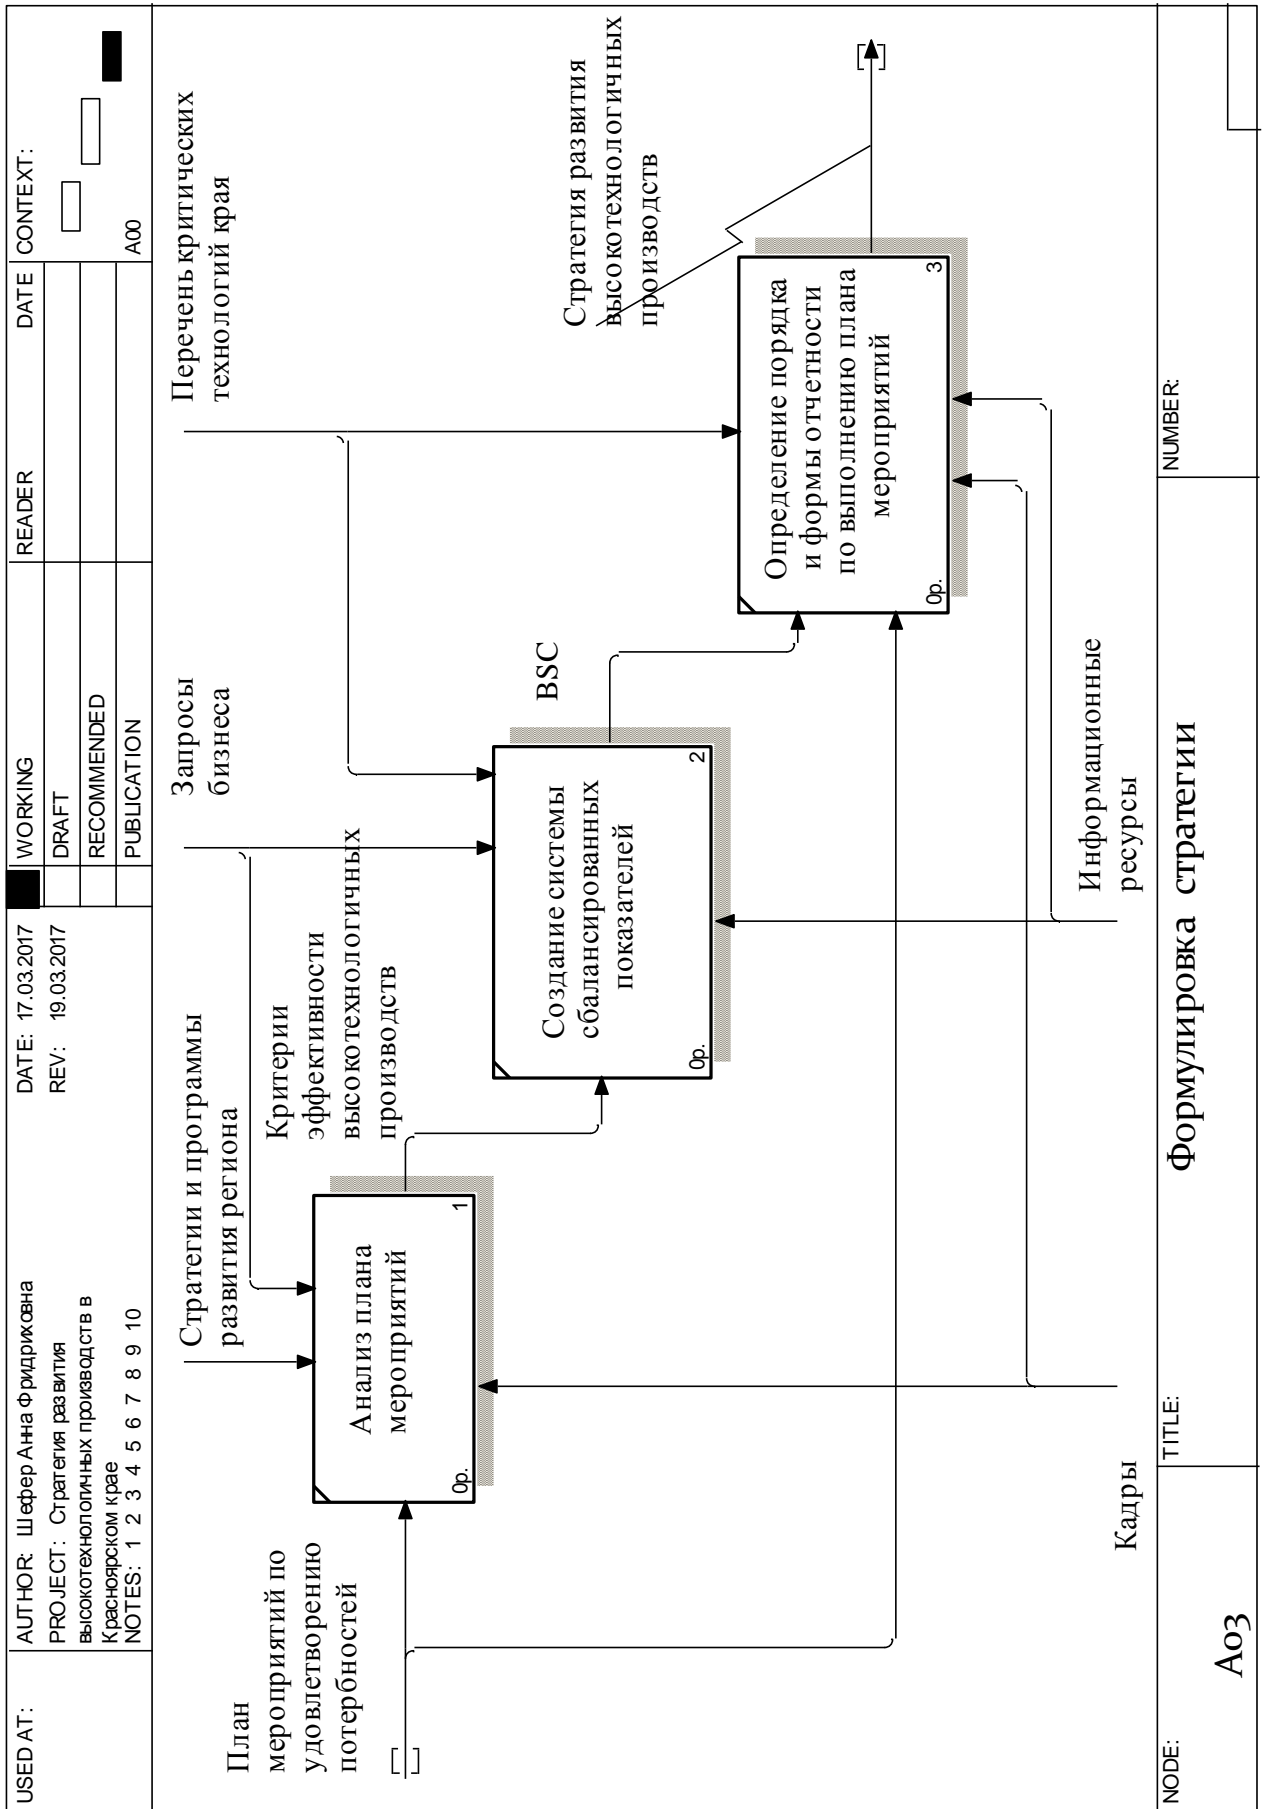 USED AT:
AUTHOR: Шефер Анна Фридриховна
DATE: 17.03.2017
PROJECT: Стратегия развития
REV: 19.03.2017
высокотехнологичных производств в
Красноярском крае
NOTES: 1 2 3 4 5 6 7 8 9 10
WORKING
DRAFT
RECOMMENDED
PUBLICATION
READER
DATE
CONTEXT:
A00
Стратегии и программы
развития региона
Запросы
бизнеса
Перечень критических
технологий края
План
мероприятий по
удовлетворению
потербностей
Анализ плана
мероприятий
0р.
1
Критерии
эффективности
высокотехнологичных
производств
Создание системы
сбалансированных
показателей
0р.
2
BSC
Определение порядка
и формы отчетности
по выполнению плана
мероприятий
0р.
3
Стратегия развития
высокотехнологичных
производств
Кадры
Информационные
ресурсы
NODE:
А03
TITLE:
Формулировка стратегии
NUMBER: